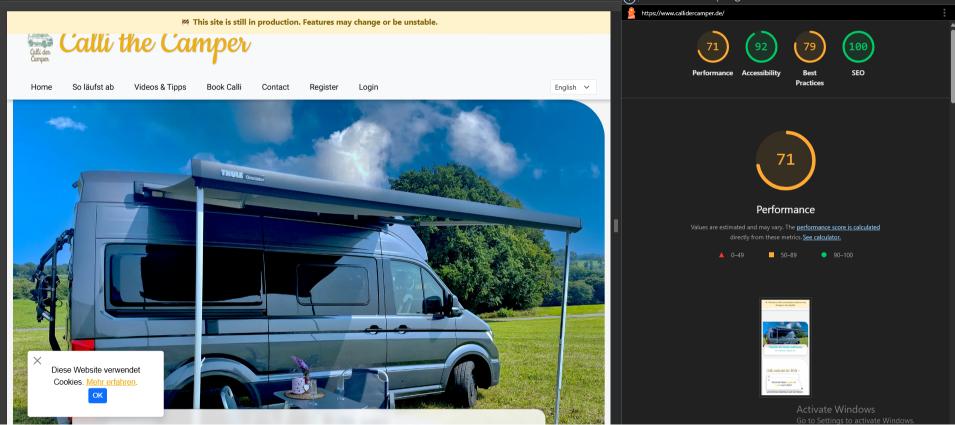 This site is still in production. Features may change or be unstable.
Calli der
Camper
Calli the Camper
Home So läufst ab Videos & Tipps Book Calli Contact Register Login English
THULE
Diese Website verwendet
Cookies. Mehr erfahren.
OK
https://www.callidercamper.de/
71 92 79 100
Performance Accessibility Best Practices SEO
71
Performance
Values are estimated and may vary. The performance score is calculated
directly from these metrics. See calculator.
0–49 50–89 90–100
Activate Windows
Go to Settings to activate Windows.